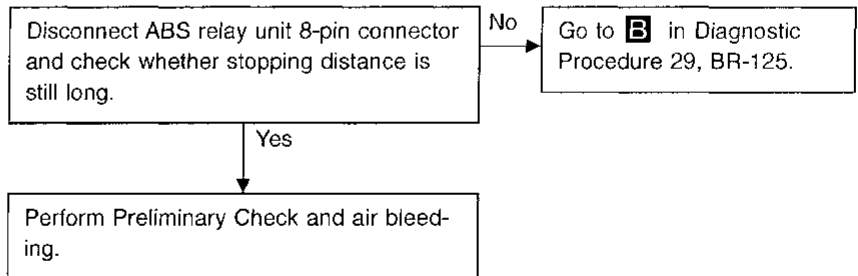 Disconnect ABS relay unit 8-pin connector
and check whether stopping distance is
still long.
No
Go to B in Diagnostic
Procedure 29, BR-125.
Yes
Perform Preliminary Check and air bleed-
ing.